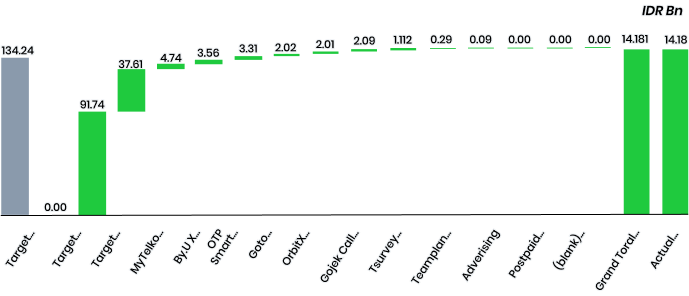 IDR Bn
134.24
0.00
91.74
37.61
4.74
3.56
3.31
2.02
2.01
2.09
1.112
0.29
0.09
0.00
0.00
0.00
14.181
14.18
Target...
Target...
Target...
MyTelko...
By.U X...
OTP
Smart...
Goto...
OrbitX...
Gojek Call...
Tsurvey...
Teamplan...
Adverising
Postpaid...
(blank)...
Grand Toral...
Actual...